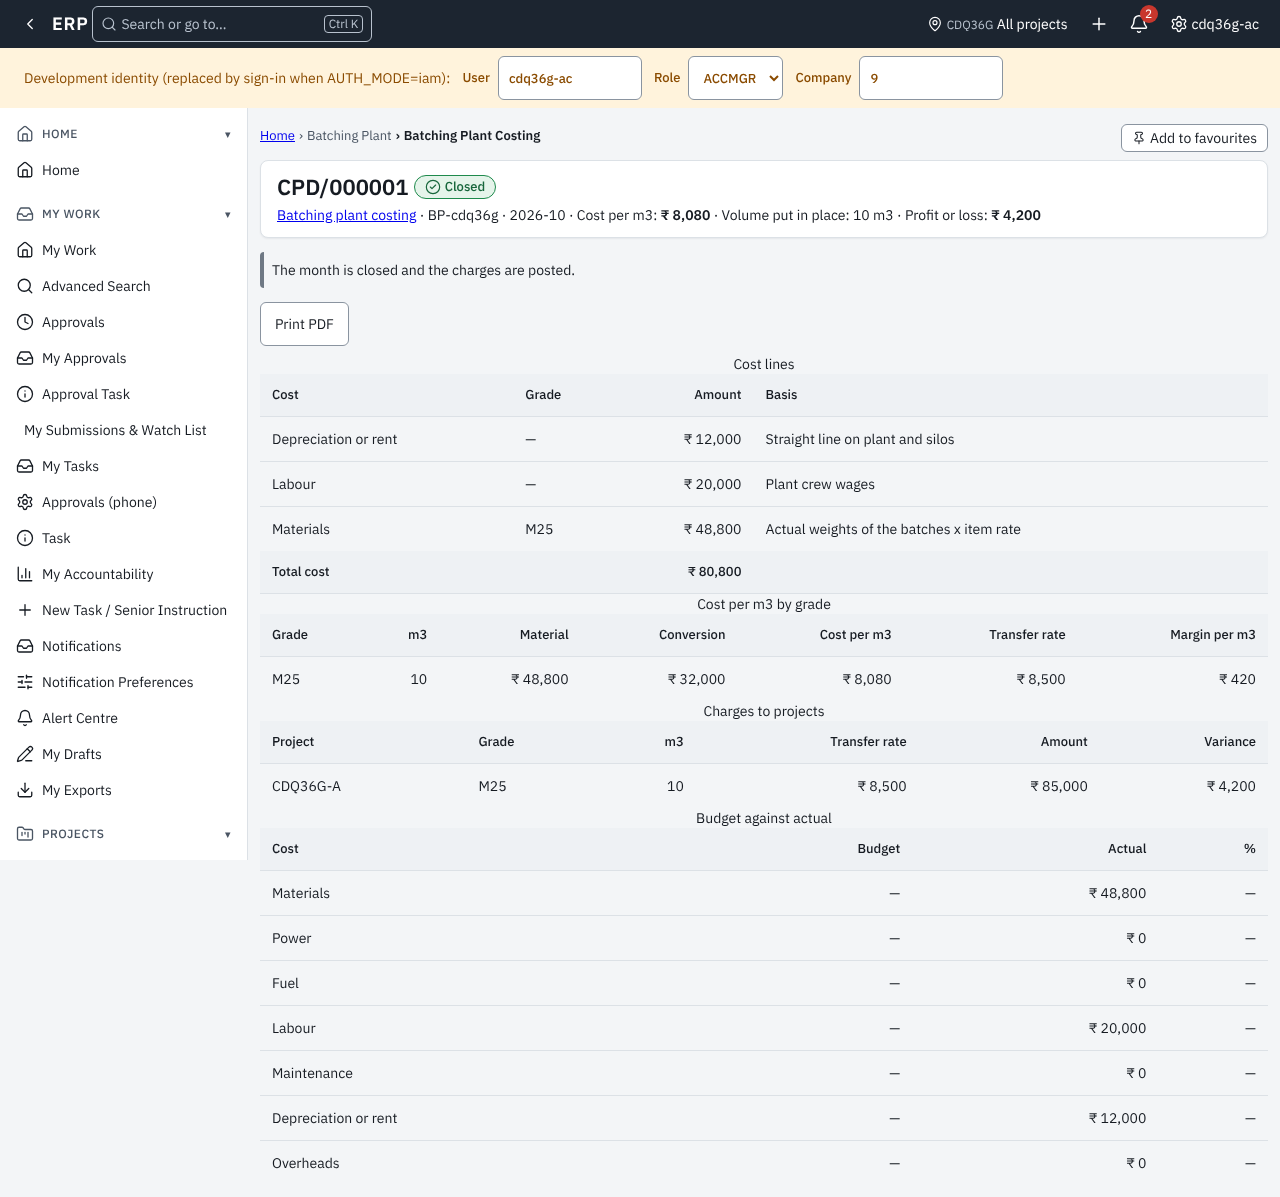 ERP
Search or go to...
Ctrl K
CDQ36G All projects
2
cdq36g-ac
Development identity (replaced by sign-in when AUTH_MODE=iam): User cdq36g-ac Role ACCMGR Company 9
HOME
Home
MY WORK
My Work
Advanced Search
Approvals
My Approvals
Approval Task
My Submissions & Watch List
My Tasks
Approvals (phone)
Task
My Accountability
New Task / Senior Instruction
Notifications
Notification Preferences
Alert Centre
My Drafts
My Exports
PROJECTS
Home › Batching Plant › Batching Plant Costing
Add to favourites
CPD/000001 Closed
Batching plant costing · BP-cdq36g · 2026-10 · Cost per m3: ₹ 8,080 · Volume put in place: 10 m3 · Profit or loss: ₹ 4,200
The month is closed and the charges are posted.
Print PDF
Cost lines
Cost Grade Amount Basis
Depreciation or rent — ₹ 12,000 Straight line on plant and silos
Labour — ₹ 20,000 Plant crew wages
Materials M25 ₹ 48,800 Actual weights of the batches x item rate
Total cost ₹ 80,800
Cost per m3 by grade
Grade m3 Material Conversion Cost per m3 Transfer rate Margin per m3
M25 10 ₹ 48,800 ₹ 32,000 ₹ 8,080 ₹ 8,500 ₹ 420
Charges to projects
Project Grade m3 Transfer rate Amount Variance
CDQ36G-A M25 10 ₹ 8,500 ₹ 85,000 ₹ 4,200
Budget against actual
Cost Budget Actual %
Materials — ₹ 48,800 —
Power — ₹ 0 —
Fuel — ₹ 0 —
Labour — ₹ 20,000 —
Maintenance — ₹ 0 —
Depreciation or rent — ₹ 12,000 —
Overheads — ₹ 0 —